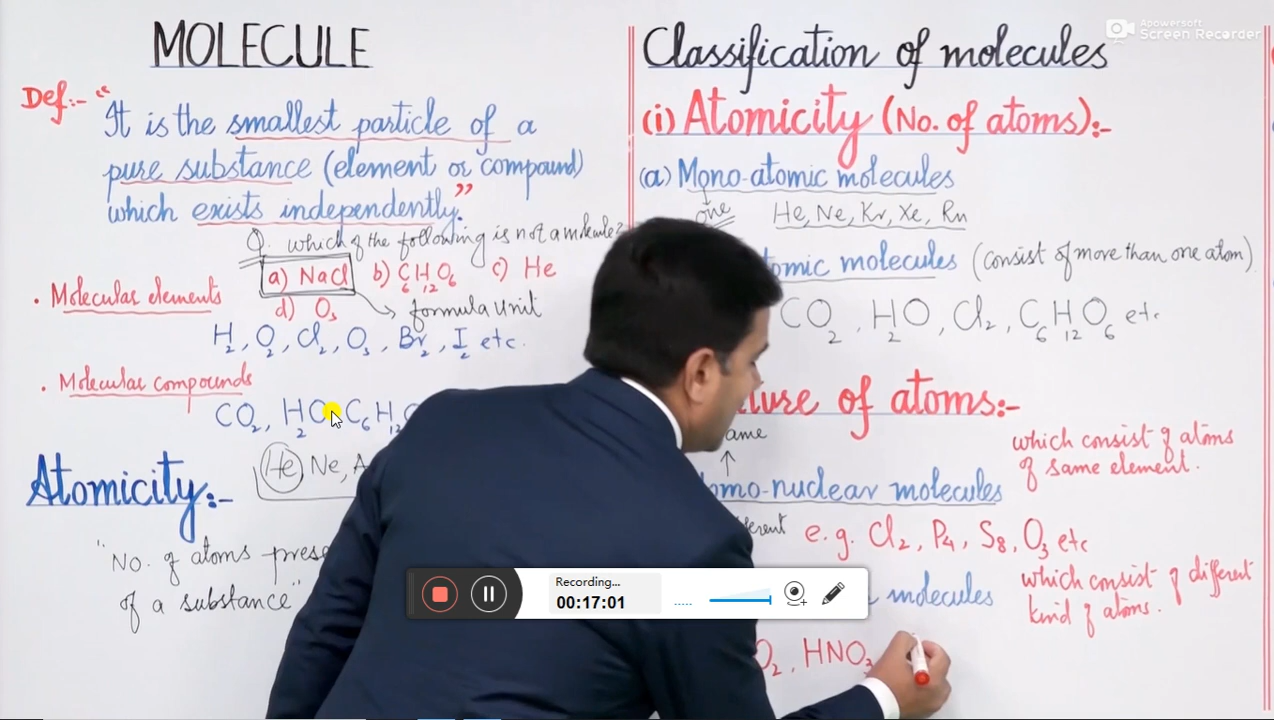 MOLECULE
Def:- "It is the smallest particle of a
pure substance (element or compound)
which exists independently."
Q. which of the following is not a molecule?
a) NaCl b) C6H12O6 c) He
d) O3 → formula unit
. Molecular elements
H2, O2, Cl2, O3, Br2, I2 etc.
. Molecular compounds
CO2, H2O, C6H12
He Ne, A
Atomicity:-
"No. of atoms prese
of a substance"
Classification of molecules
(i) Atomicity (No. of atoms):-
(a) Mono-atomic molecules
one He, Ne, Kr, Xe, Rn
tomic molecules (consist of more than one atom)
CO2, H2O, Cl2, C6H12O6 etc
ture of atoms:-
ame
omo-nuclear molecules which consist of atoms
of same element.
ferent e.g. Cl2, P4, S8, O3 etc
molecules which consist of different
kind of atoms.
O2, HNO3
Apowersoft
Screen Recorder
Recording...
00:17:01